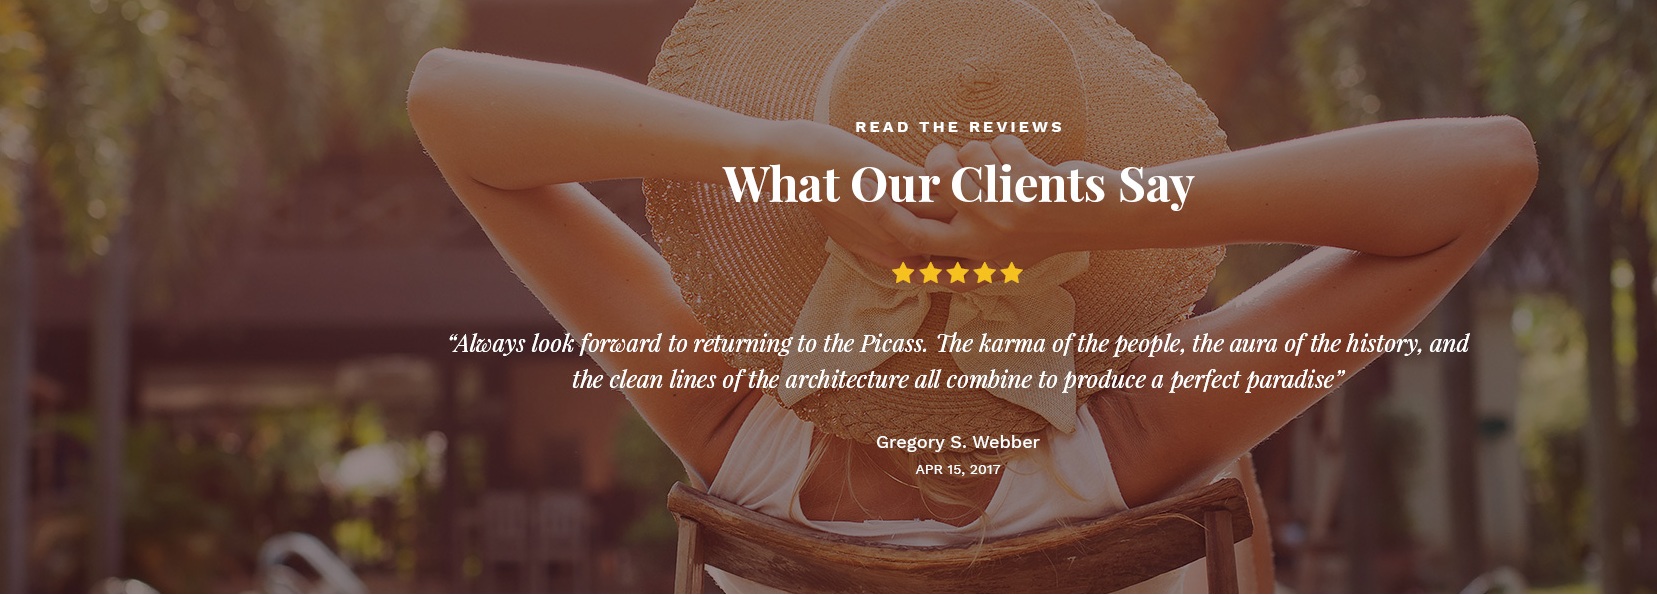 READ THE REVIEWS
What Our Clients Say
“Always look forward to returning to the Picass. The karma of the people, the aura of the history, and
the clean lines of the architecture all combine to produce a perfect paradise”
Gregory S. Webber
APR 15, 2017